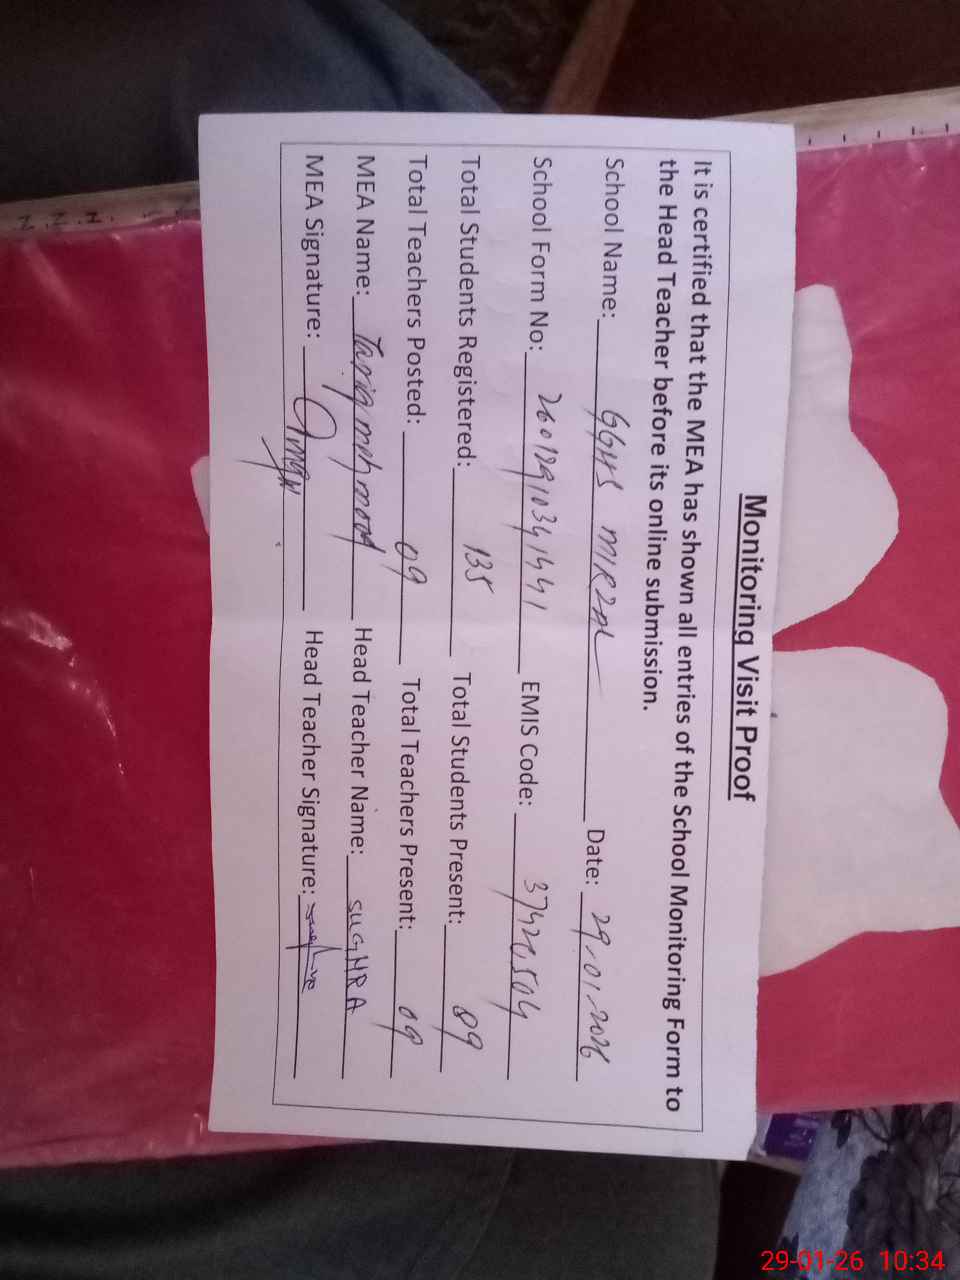 Monitoring Visit Proof
It is certified that the MEA has shown all entries of the School Monitoring Form to
the Head Teacher before its online submission.
School Name: GGHS Date: 29-01-2026
School Form No: EMIS Code: 37420504
Total Students Registered: 135 Total Students Present: 89
Total Teachers Posted: 09 Total Teachers Present: 09
MEA Name: Tariq mehmood Head Teacher Name: SUGHRA
MEA Signature: Head Teacher Signature:
29-01-26 10:34